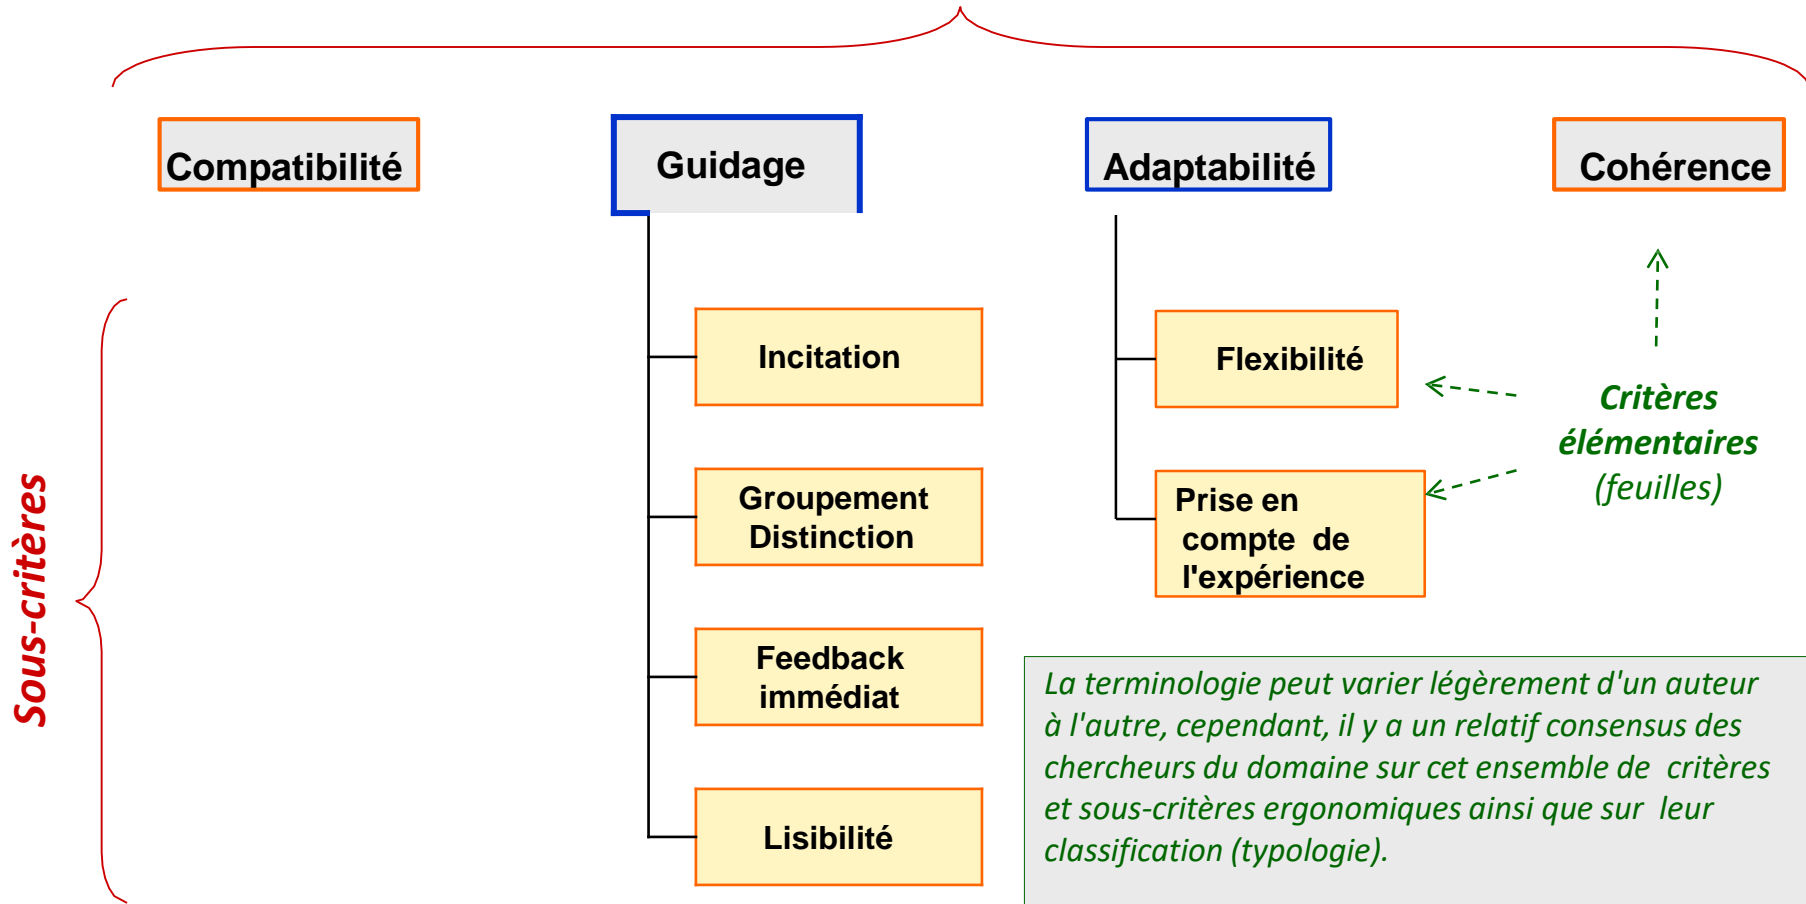 Compatibilité
Guidage
Adaptabilité
Cohérence
Sous-critères
Incitation
Groupement
Distinction
Feedback
immédiat
Lisibilité
Flexibilité
Prise en
compte de
l'expérience
Critères
élémentaires
(feuilles)
La terminologie peut varier légèrement d'un auteur
à l'autre, cependant, il y a un relatif consensus des
chercheurs du domaine sur cet ensemble de critères
et sous-critères ergonomiques ainsi que sur leur
classification (typologie).